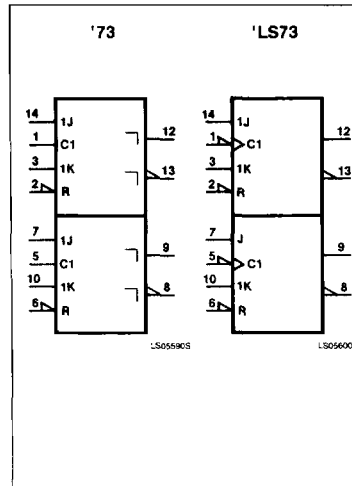 '73
14 1J 12
1 C1
3 1K 13
2 R
7 1J 9
5 C1
10 1K 8
6 R
LS05590S
'LS73
14 1J 12
1 C1
3 1K 13
2 R
7 J 9
5 C1
10 1K 8
6 R
LS05600